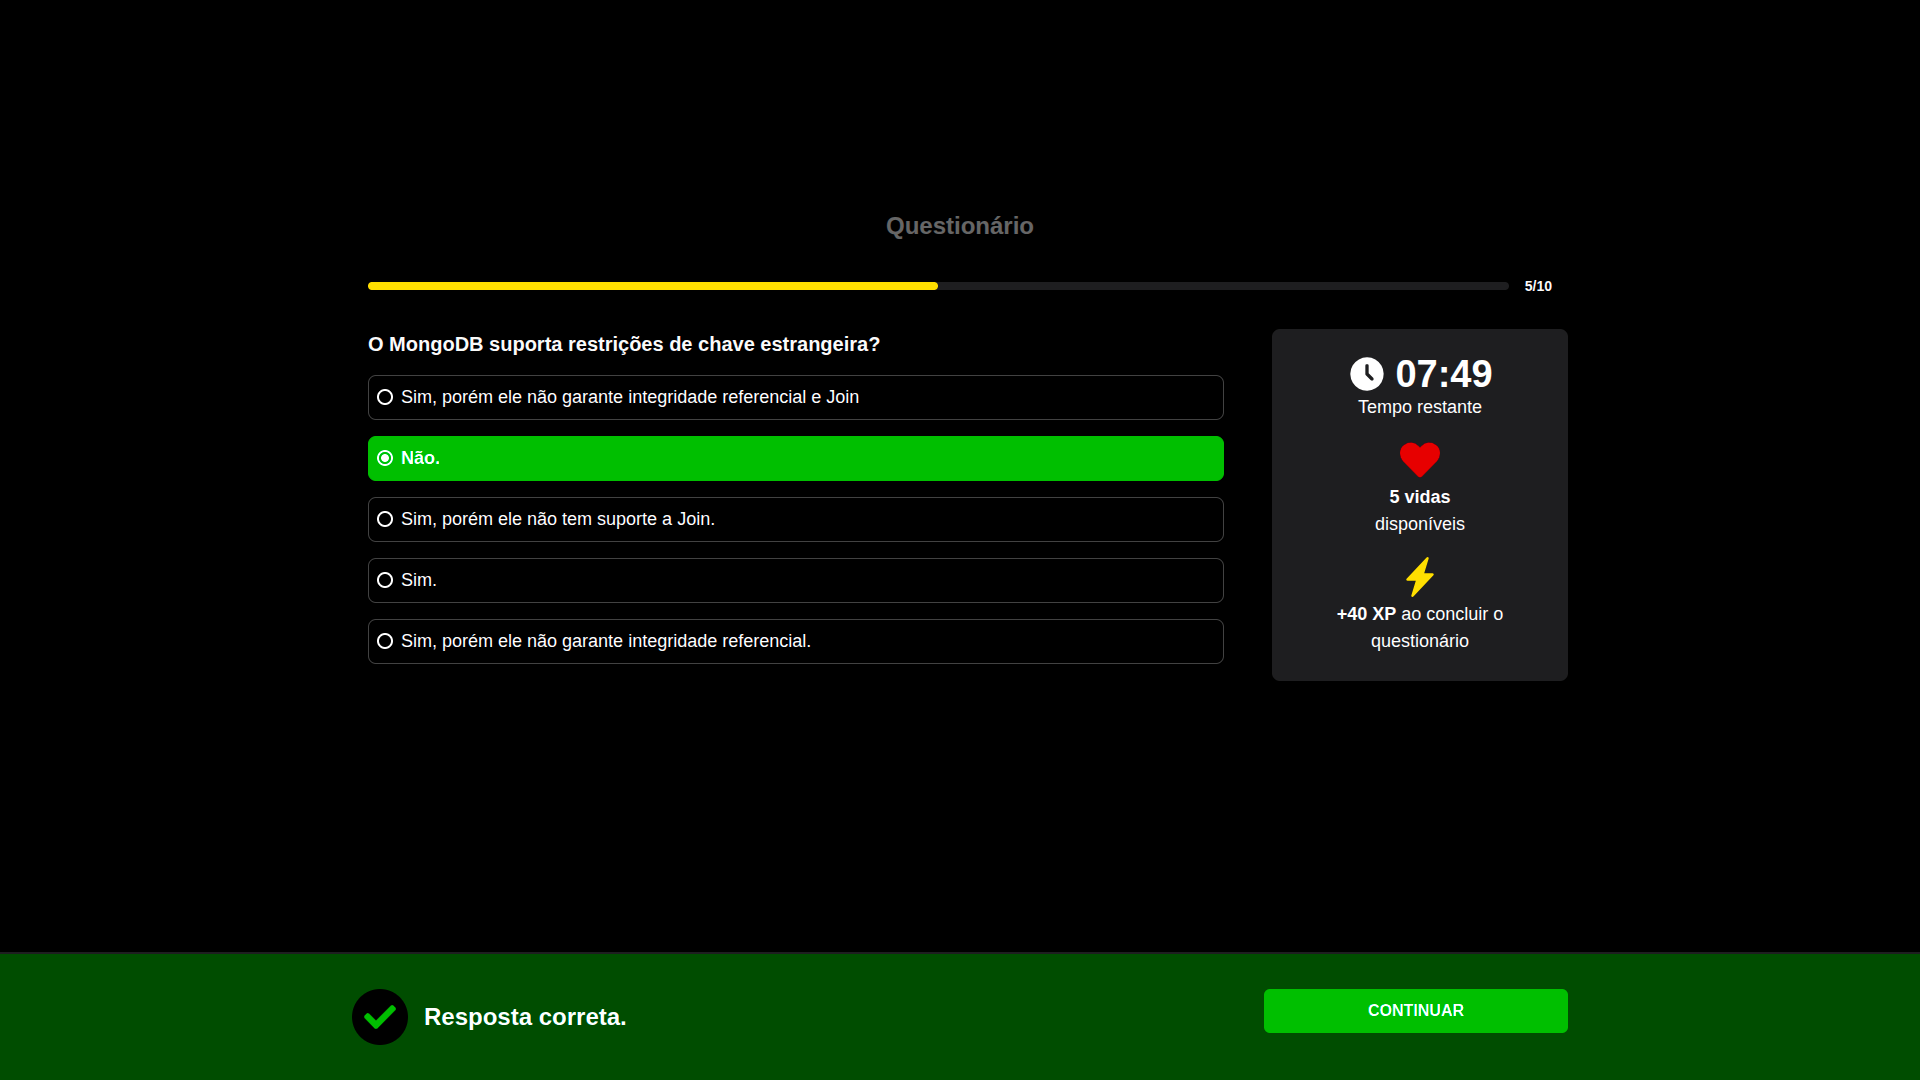 Questionário
5/10
O MongoDB suporta restrições de chave estrangeira?
Sim, porém ele não garante integridade referencial e Join
Não.
Sim, porém ele não tem suporte a Join.
Sim.
Sim, porém ele não garante integridade referencial.
07:49
Tempo restante
5 vidas
disponíveis
+40 XP ao concluir o
questionário
Resposta correta.
CONTINUAR